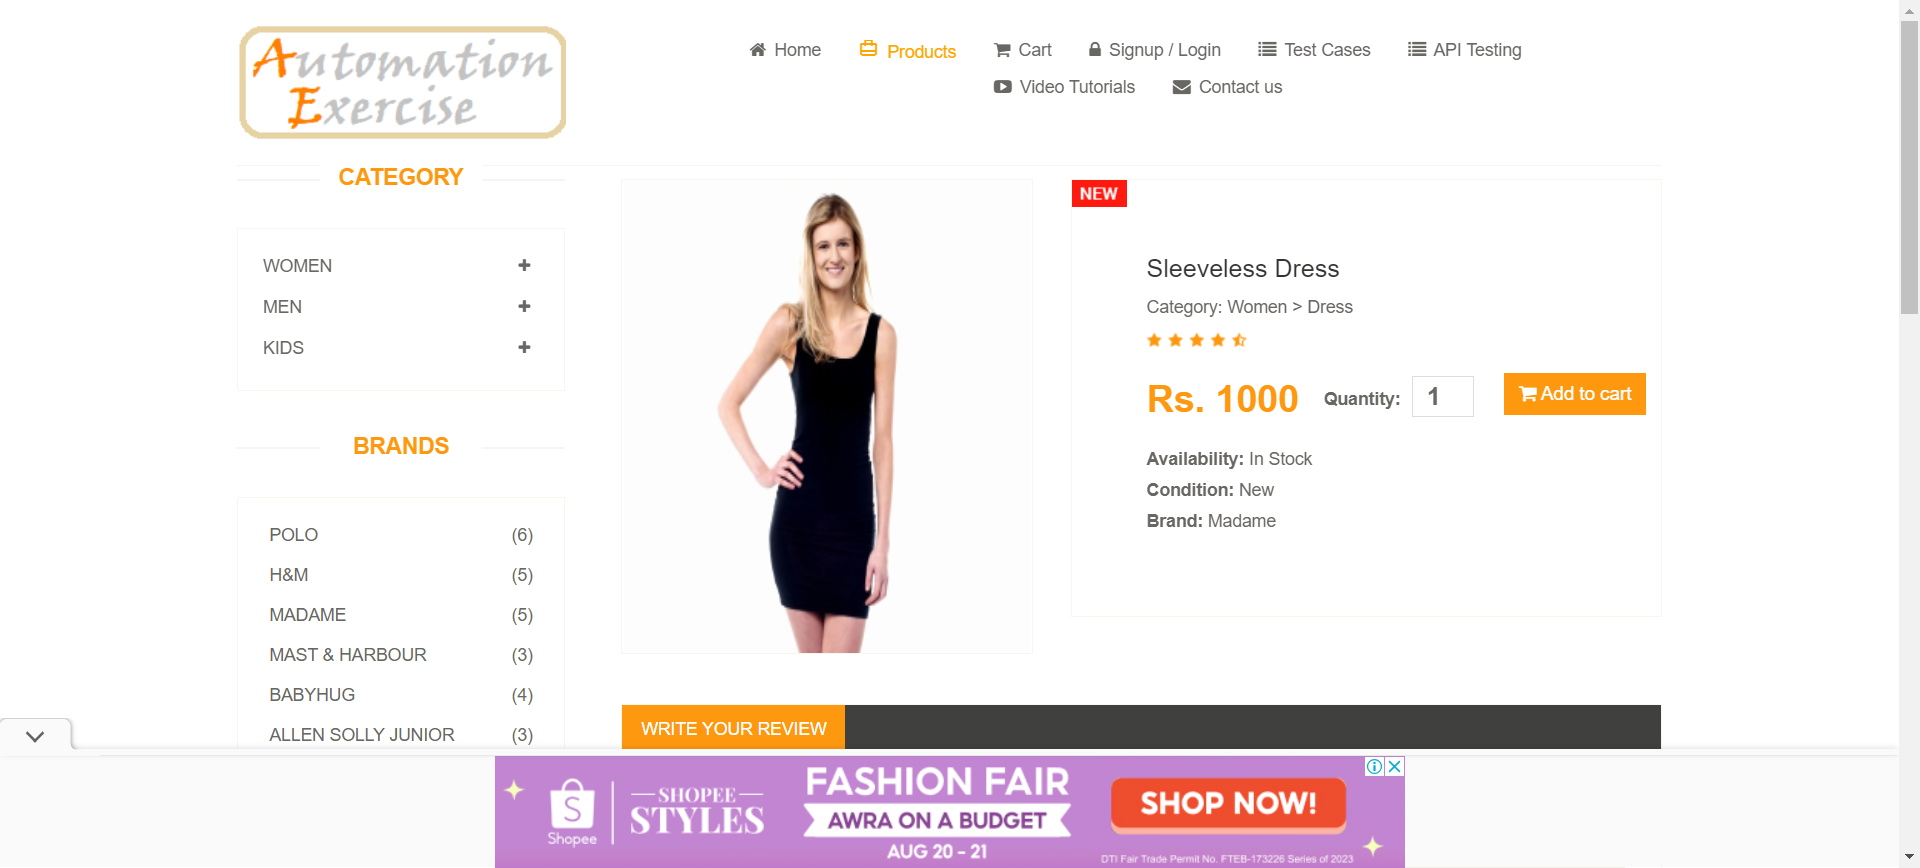 Automation
Exercise
Home
Products
Cart
Signup / Login
Test Cases
API Testing
Video Tutorials
Contact us
CATEGORY
WOMEN
MEN
KIDS
BRANDS
POLO (6)
H&M (5)
MADAME (5)
MAST & HARBOUR (3)
BABYHUG (4)
ALLEN SOLLY JUNIOR (3)
NEW
Sleeveless Dress
Category: Women > Dress
Rs. 1000 Quantity: 1 Add to cart
Availability: In Stock
Condition: New
Brand: Madame
WRITE YOUR REVIEW
S
Shopee
SHOPEE
STYLES
FASHION FAIR
AWRA ON A BUDGET
AUG 20 - 21
SHOP NOW!
DTI Fair Trade Permit No. FTEB-173226 Series of 2023